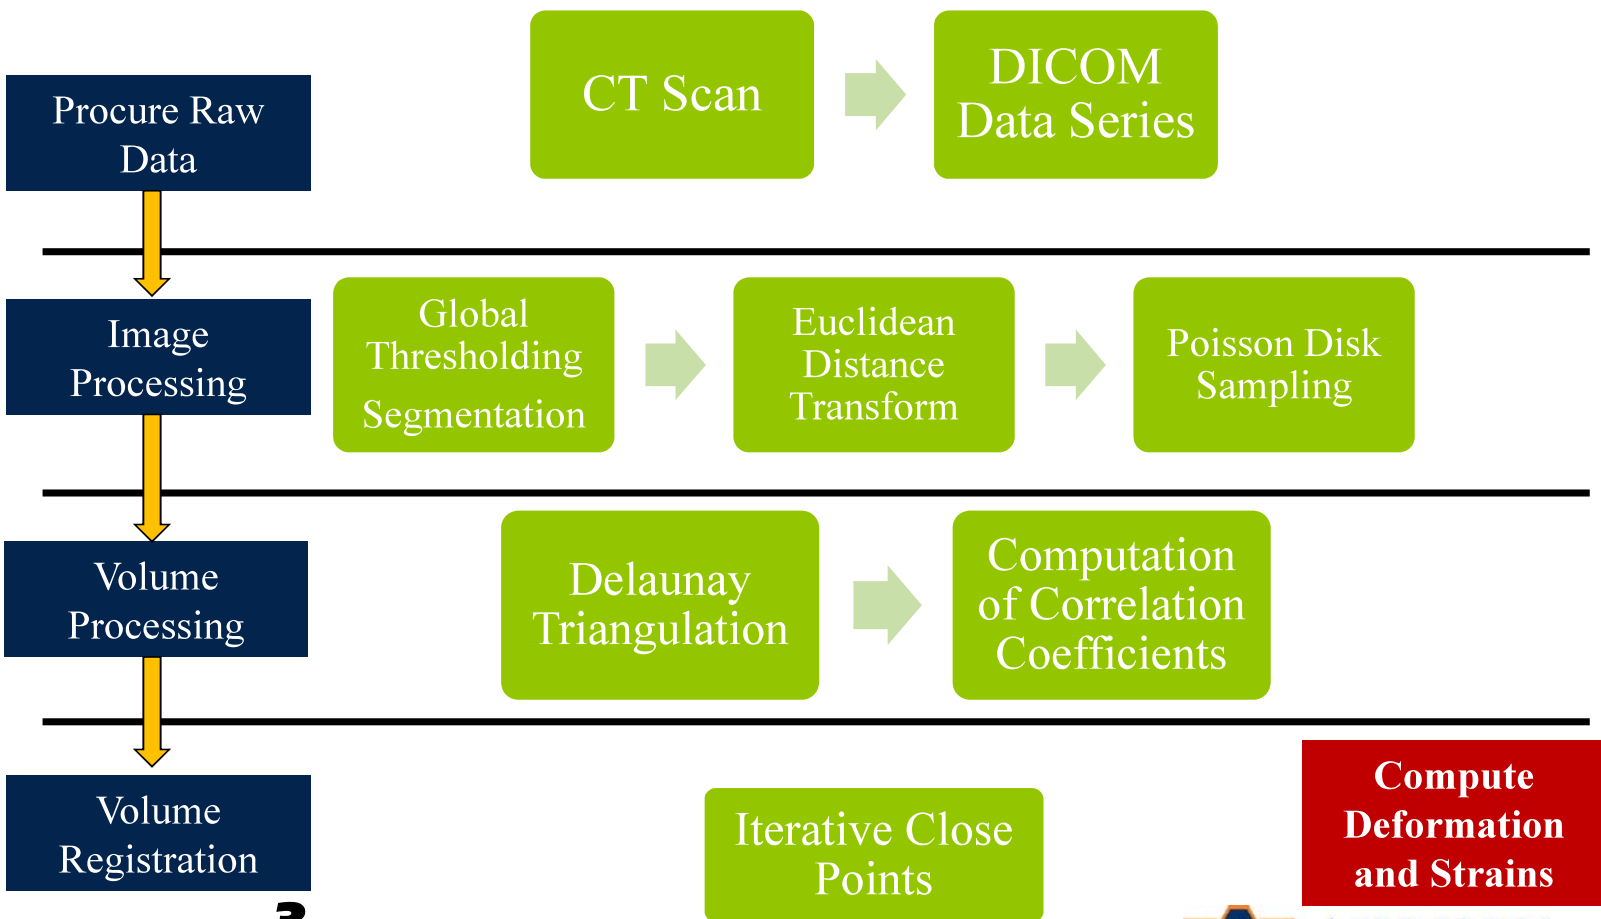 Procure Raw
Data
CT Scan
DICOM
Data Series
Image
Processing
Global
Thresholding
Segmentation
Euclidean
Distance
Transform
Poisson Disk
Sampling
Volume
Processing
Delaunay
Triangulation
Computation
of Correlation
Coefficients
Volume
Registration
Iterative Close
Points
Compute
Deformation
and Strains